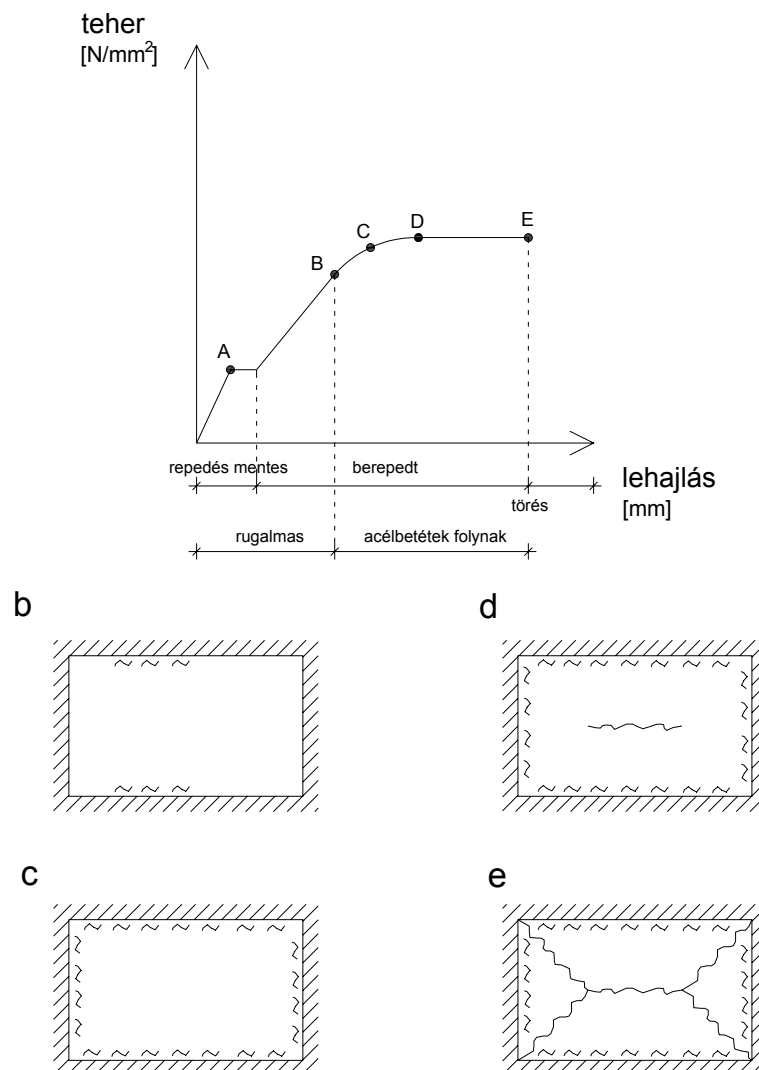 teher
[N/mm²]
A
B
C
D
E
repedés mentes
berepedt
lehajlás
[mm]
törés
rugalmas
acélbetétek folynak
b
d
c
e